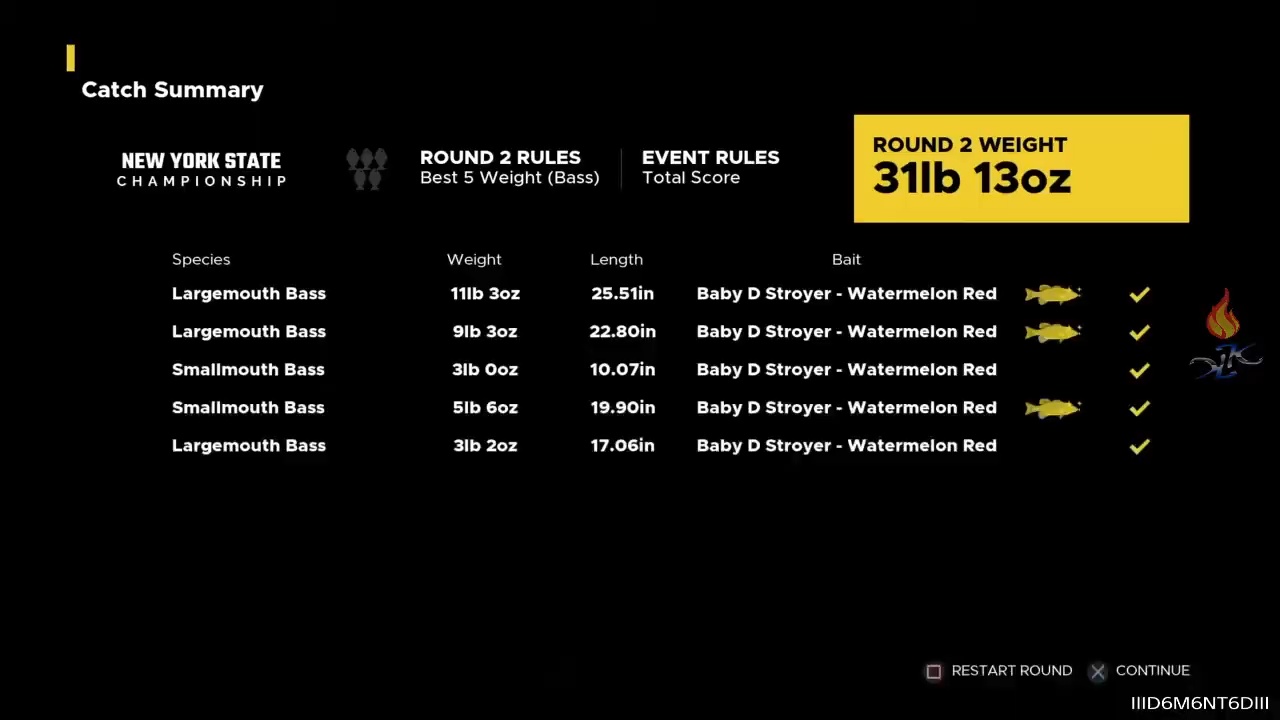 Catch Summary
NEW YORK STATE
CHAMPIONSHIP
ROUND 2 RULES
Best 5 Weight (Bass)
EVENT RULES
Total Score
ROUND 2 WEIGHT
31lb 13oz
Species Weight Length Bait
Largemouth Bass 11lb 3oz 25.51in Baby D Stroyer - Watermelon Red
Largemouth Bass 9lb 3oz 22.80in Baby D Stroyer - Watermelon Red
Smallmouth Bass 3lb 0oz 10.07in Baby D Stroyer - Watermelon Red
Smallmouth Bass 5lb 6oz 19.90in Baby D Stroyer - Watermelon Red
Largemouth Bass 3lb 2oz 17.06in Baby D Stroyer - Watermelon Red
RESTART ROUND CONTINUE
IIID6M6NT6DIII